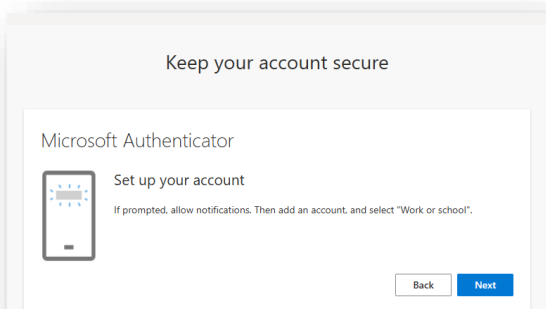 Keep your account secure
Microsoft Authenticator
Set up your account
If prompted, allow notifications. Then add an account, and select "Work or school".
Back
Next